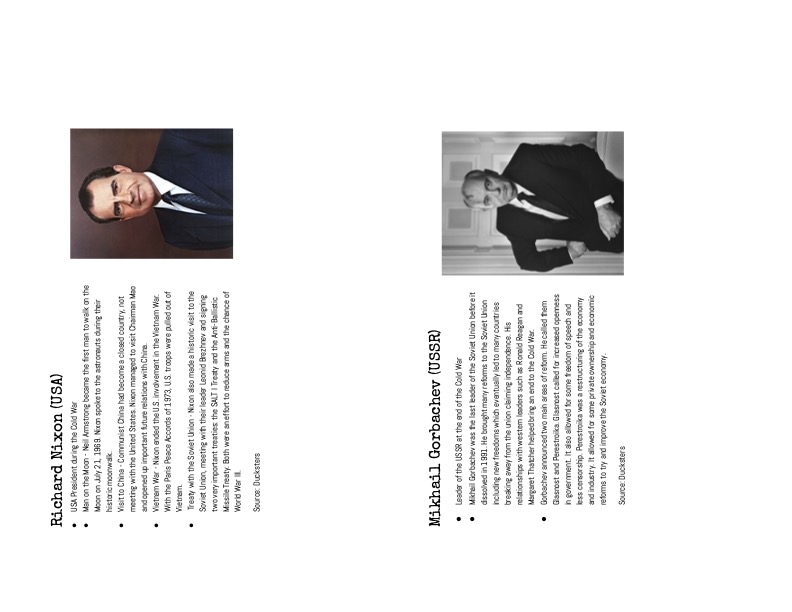 Richard Nixon (USA)
• USA President during the Cold War
• Man on the Moon - Neil Armstrong became the first man to walk on the
Moon on July 21, 1969. Nixon spoke to the astronauts during their
historic moonwalk.
• Visit to China - Communist China had become a closed country, not
meeting with the United States. Nixon managed to visit Chairman Mao
and opened up important future relations with China.
• Vietnam War - Nixon ended the U.S. involvement in the Vietnam War.
With the Paris Peace Accords of 1973, U.S. troops were pulled out of
Vietnam.
• Treaty with the Soviet Union - Nixon also made a historic visit to the
Soviet Union, meeting with their leader Leonid Brezhnev and signing
two very important treaties: the SALT I Treaty and the Anti-Ballistic
Missile Treaty. Both were an effort to reduce arms and the chance of
World War III.
Source: Ducksters
Mikhail Gorbachev (USSR)
• Leader of the USSR at the end of the Cold War
• Mikhail Gorbachev was the last leader of the Soviet Union before it
dissolved in 1991. He brought many reforms to the Soviet Union
including new freedoms which eventually led to many countries
breaking away from the union claiming independence. His
relationships with western leaders such as Ronald Reagan and
Margaret Thatcher helped bring an end to the Cold War.
• Gorbachev announced two main areas of reform. He called them
Glasnost and Perestroika. Glasnost called for increased openness
in government. It also allowed for some freedom of speech and
less censorship. Perestroika was a restructuring of the economy
and industry. It allowed for some private ownership and economic
reforms to try and improve the Soviet economy.
Source: Ducksters